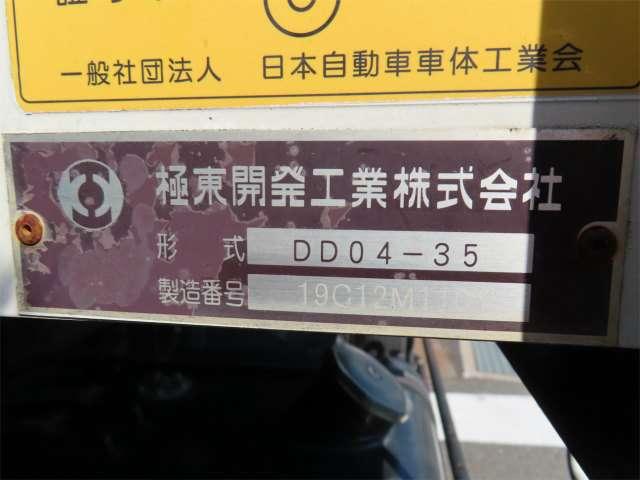 一般社団法人 日本自動車車体工業会
極東開発工業株式会社
形式 DD04-35
製造番号